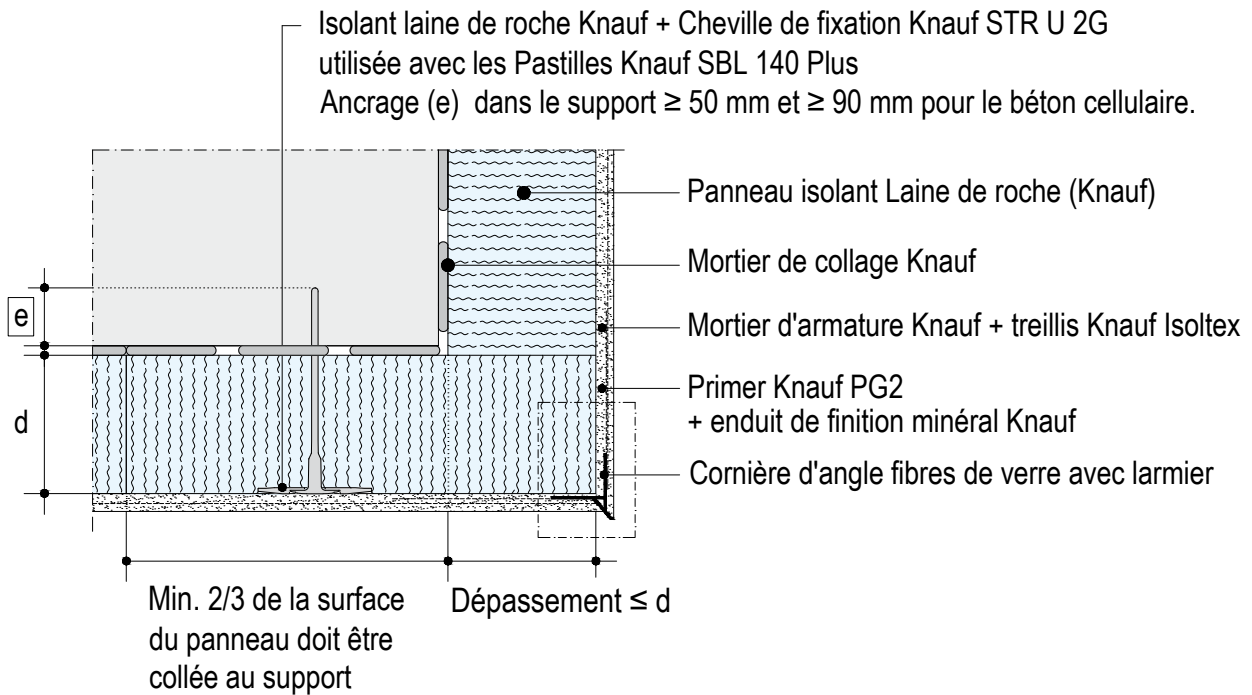 Isolant laine de roche Knauf + Cheville de fixation Knauf STR U 2G
utilisée avec les Pastilles Knauf SBL 140 Plus
Ancrage (e) dans le support ≥ 50 mm et ≥ 90 mm pour le béton cellulaire.
Panneau isolant Laine de roche (Knauf)
Mortier de collage Knauf
e
Mortier d'armature Knauf + treillis Knauf Isoltex
Primer Knauf PG2
+ enduit de finition minéral Knauf
d
Cornière d'angle fibres de verre avec larmier
Min. 2/3 de la surface
du panneau doit être
collée au support
Dépassement ≤ d